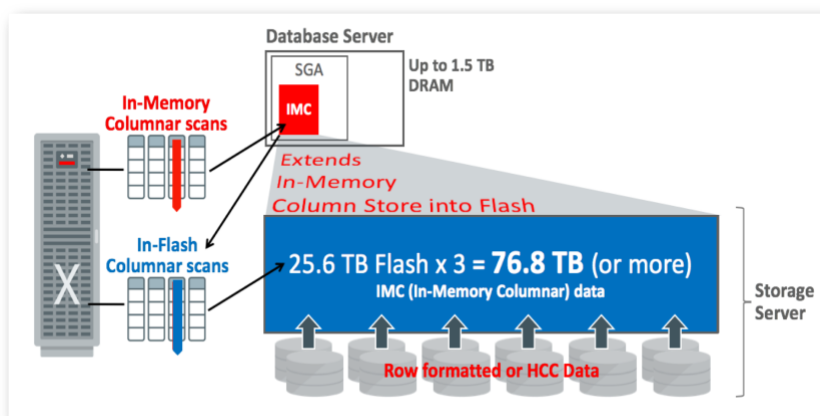 Database Server
SGA
IMC
Up to 1.5 TB
DRAM
In-Memory
Columnar scans
Extends
In-Memory
Column Store into Flash
In-Flash
Columnar scans
X
25.6 TB Flash x 3 = 76.8 TB (or more)
IMC (In-Memory Columnar) data
Storage
Server
Row formatted or HCC Data